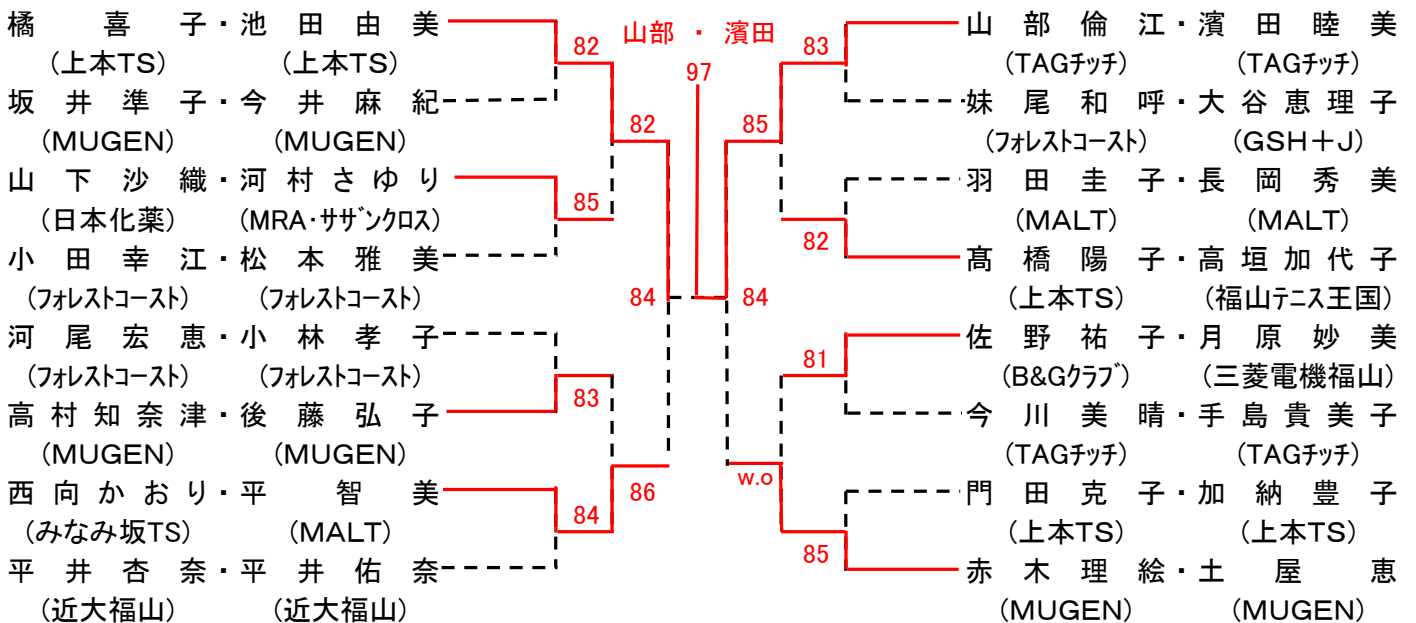 橘喜子・池田由美
(上本TS) (上本TS)
坂井準子・今井麻紀
(MUGEN) (MUGEN)
山下沙織・河村さゆり
(日本化薬) (MRA・ササﾞンクロス)
小田幸江・松本雅美
(フォレストコースト) (フォレストコースト)
河尾宏恵・小林孝子
(フォレストコースト) (フォレストコースト)
高村知奈津・後藤弘子
(MUGEN) (MUGEN)
西向かおり・平智美
(みなみ坂TS) (MALT)
平井杏奈・平井佑奈
(近大福山) (近大福山)
82
85
83
84
82
86
84
山部・濱田
97
84
85
w.o
83
82
81
85
山部倫江・濱田睦美
(TAGチッチ) (TAGチッチ)
妹尾和呼・大谷恵理子
(フォレストコースト) (GSH+J)
羽田圭子・長岡秀美
(MALT) (MALT)
髙橋陽子・高垣加代子
(上本TS) (福山テニス王国)
佐野祐子・月原妙美
(B&Gクラブ) (三菱電機福山)
今川美晴・手島貴美子
(TAGチッチ) (TAGチッチ)
門田克子・加納豊子
(上本TS) (上本TS)
赤木理絵・土屋恵
(MUGEN) (MUGEN)